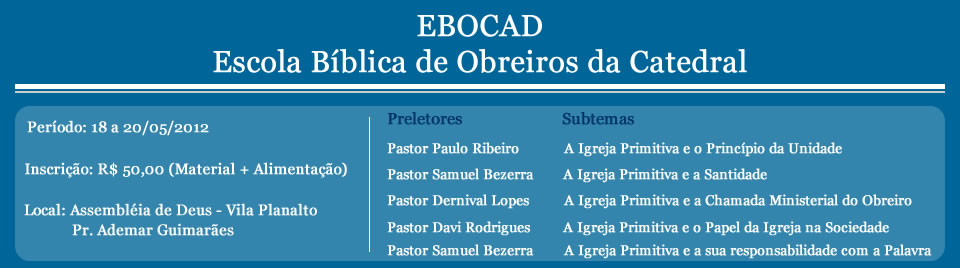 EBOCAD
Escola Bíblica de Obreiros da Catedral
Período: 18 a 20/05/2012
Inscrição: R$ 50,00 (Material + Alimentação)
Local: Assembléia de Deus - Vila Planalto
Pr. Ademar Guimarães
Preletores Subtemas
Pastor Paulo Ribeiro A Igreja Primitiva e o Princípio da Unidade
Pastor Samuel Bezerra A Igreja Primitiva e a Santidade
Pastor Dernival Lopes A Igreja Primitiva e a Chamada Ministerial do Obreiro
Pastor Davi Rodrigues A Igreja Primitiva e o Papel da Igreja na Sociedade
Pastor Samuel Bezerra A Igreja Primitiva e a sua responsabilidade com a Palavra